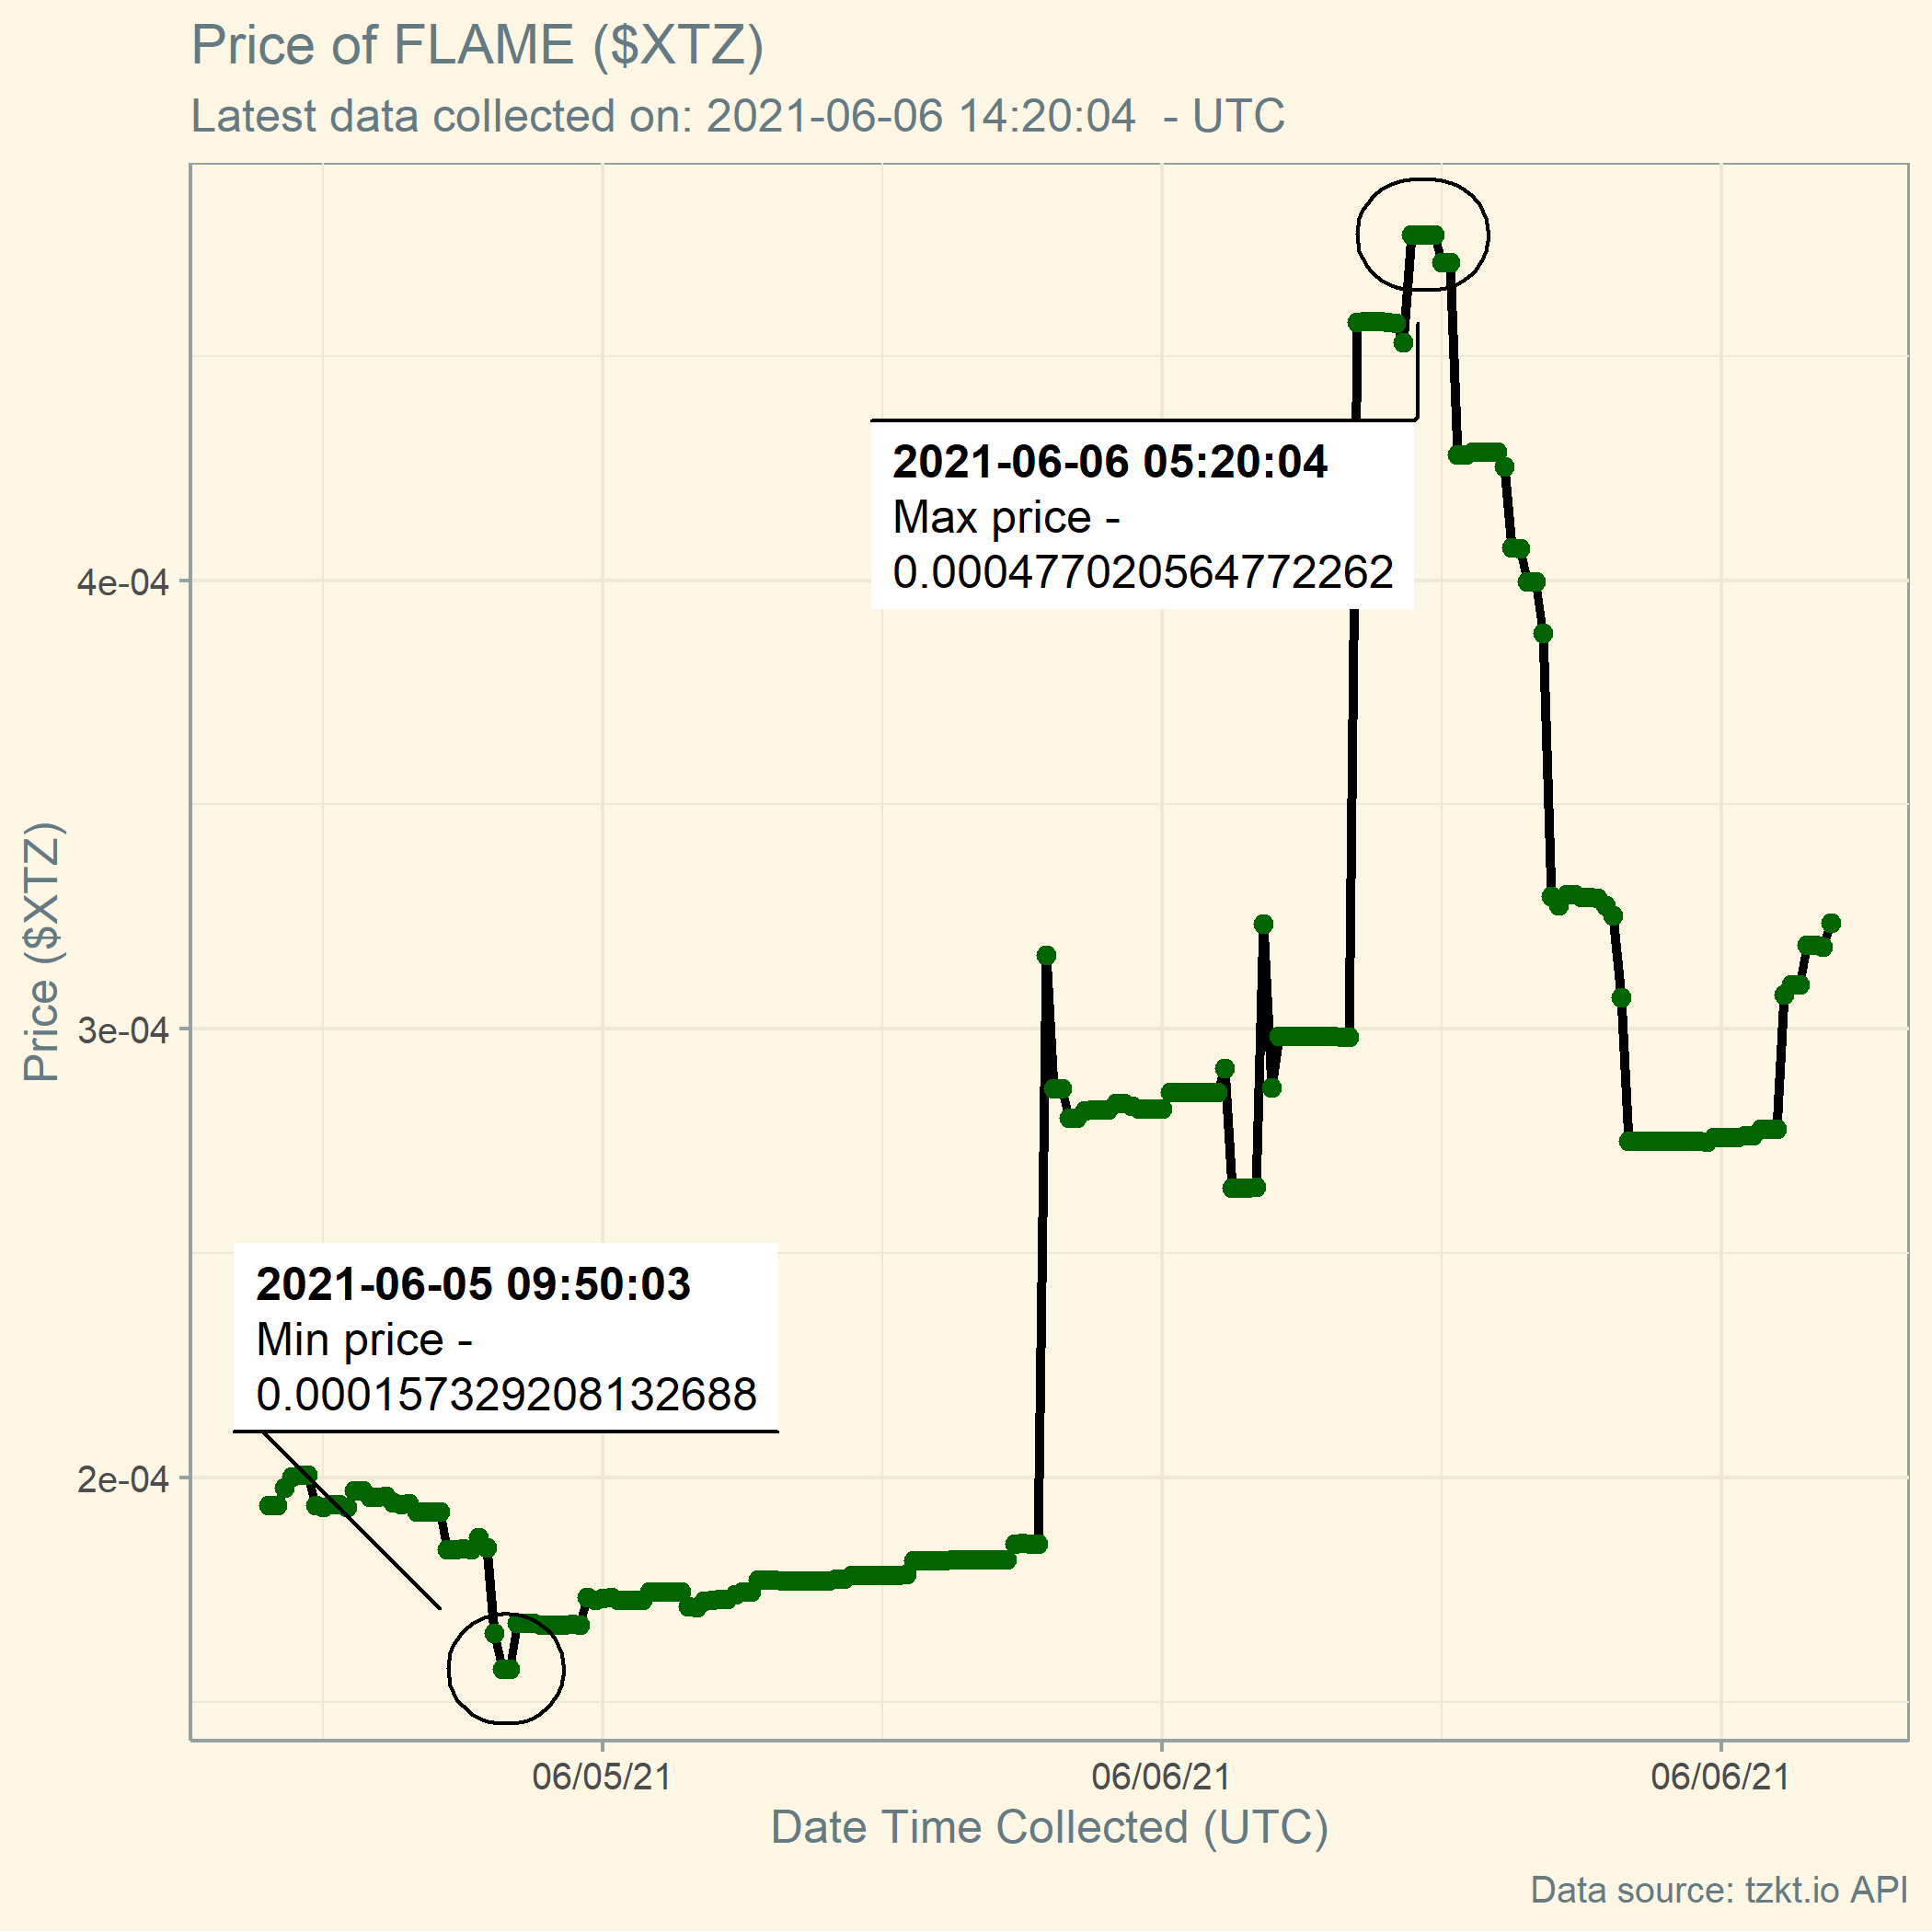 Price of FLAME ($XTZ)
Latest data collected on: 2021-06-06 14:20:04  - UTC
2021-06-06 05:20:04
Max price -
0.000477020564772262
4e-04
Price ($XTZ)
3e-04
2021-06-05 09:50:03
Min price -
0.0001573292081326​88
2e-04
06/05/21
06/06/21
06/06/21
Date Time Collected (UTC)
Data source: tzkt.io API